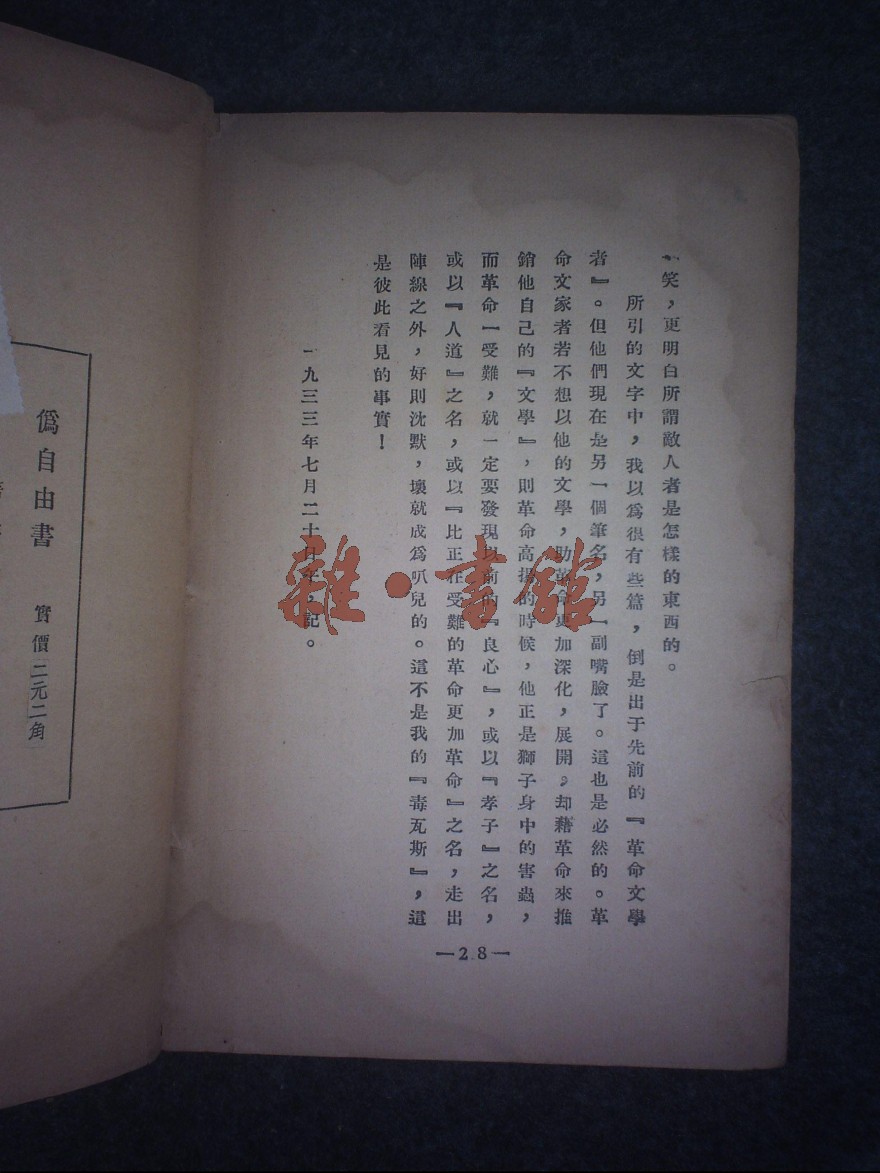 笑，更明白所謂敵人者是怎樣的東西的。
所引的文字中，我以爲很有些篇，倒是出于先前的『革命文學
者』。但他們現在是另一個筆名，另一副嘴臉了。這也是必然的。革
命文家者若不想以他的文學，助革命更加深化，展開，却藉革命來推
銷他自己的『文學』，則革命高揚的時候，他正是獅子身中的害蟲，
而革命一受難，就一定要發現以前的『良心』，或以『孝子』之名，
或以『人道』之名，或以『比正在受難的革命更加革命』之名，走出
陣線之外，好則沈默，壞就成爲叭兒的。這不是我的『毒瓦斯』，這
是彼此看見的事實！
一九三三年七月二十日午，記。
—28—
僞自由書
實價二元二角
雜·書館